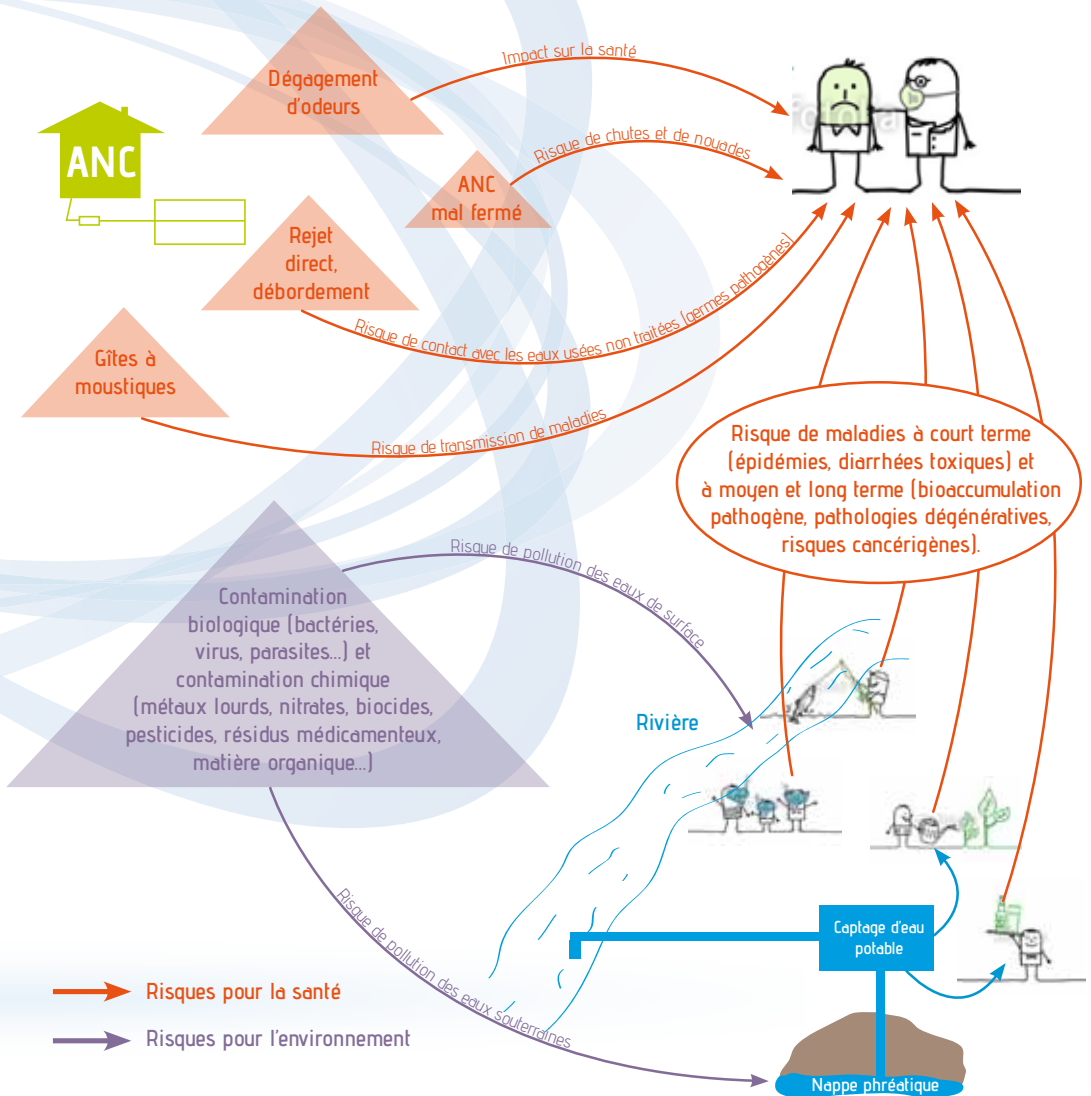 Dégagement
d'odeurs
Impact sur la santé
ANC
ANC
mal fermé
Risque de chutes et de noyades
Rejet
direct,
débordement
Risque de contact avec les eaux usées non traitées (germes pathogènes)
Gîtes à
moustiques
Risque de transmission de maladies
Risque de maladies à court terme
(épidémies, diarrhées toxiques) et
à moyen et long terme (bioaccumulation
pathogène, pathologies dégénératives,
risques cancérigènes).
Contamination
biologique (bactéries,
virus, parasites...) et
contamination chimique
(métaux lourds, nitrates, biocides,
pesticides, résidus médicamenteux,
matière organique...)
Risque de pollution des eaux de surface
Rivière
Risque de pollution des eaux souterraines
Captage d'eau
potable
Nappe phréatique
Risques pour la santé
Risques pour l'environnement